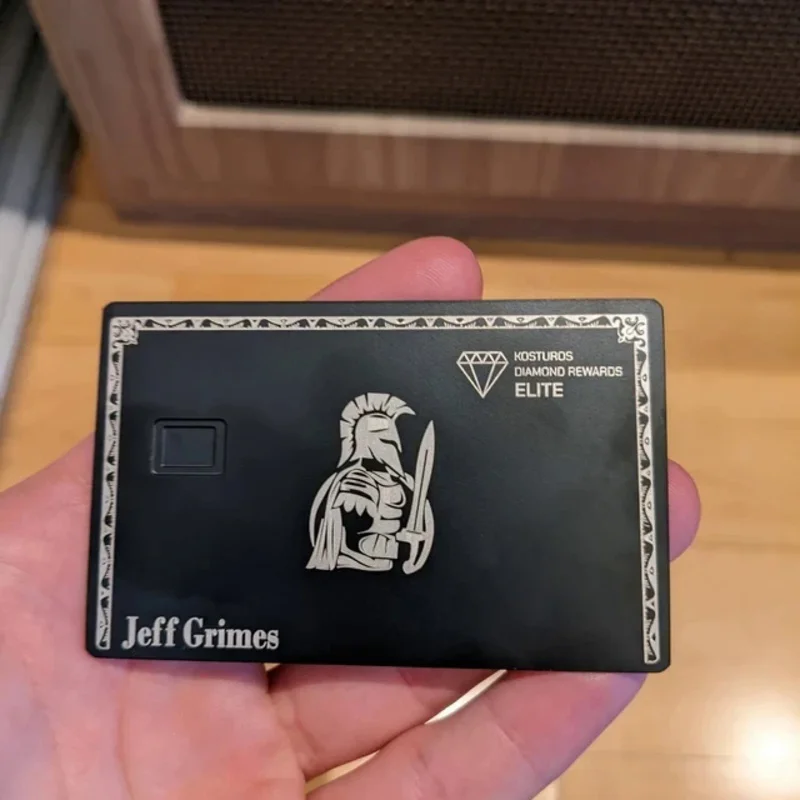 KOSTUROS
DIAMOND REWARDS
ELITE
Jeff Grimes